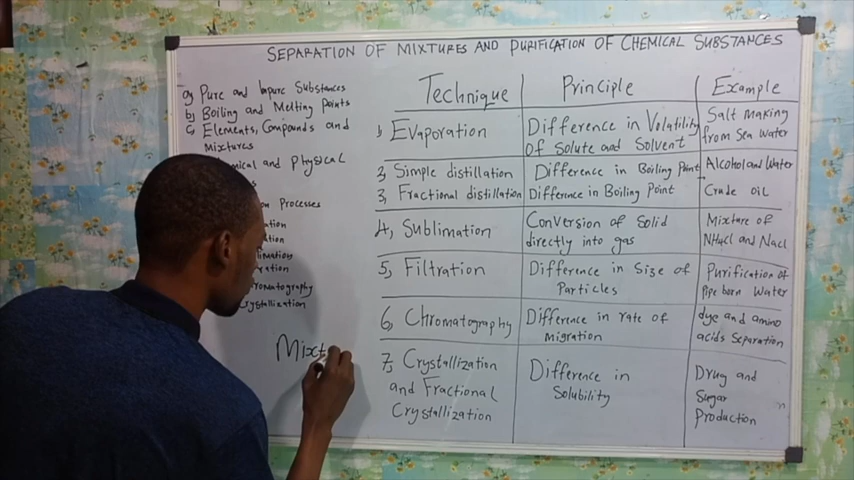 SEPARATION OF MIXTURES AND PURIFICATION OF CHEMICAL SUBSTANCES
a) Pure and Impure Substances
b) Boiling and Melting Points
c) Elements, Compounds and
Mixtures
and Physical
Processes
Crystallization
Mixt
Technique Principle Example
1, Evaporation Difference in Volatility of Solute and Solvent Salt making from Sea Water
2, Simple distillation Difference in Boiling Point Alcohol and Water
3, Fractional distillation Difference in Boiling Point Crude oil
4, Sublimation Conversion of Solid directly into gas Mixture of NH4Cl and NaCl
5, Filtration Difference in Size of Particles Purification of Pipe born Water
6, Chromatography Difference in rate of migration dye and amino acids Separation
7, Crystallization and Fractional Crystallization Difference in Solubility Drug and Sugar Production